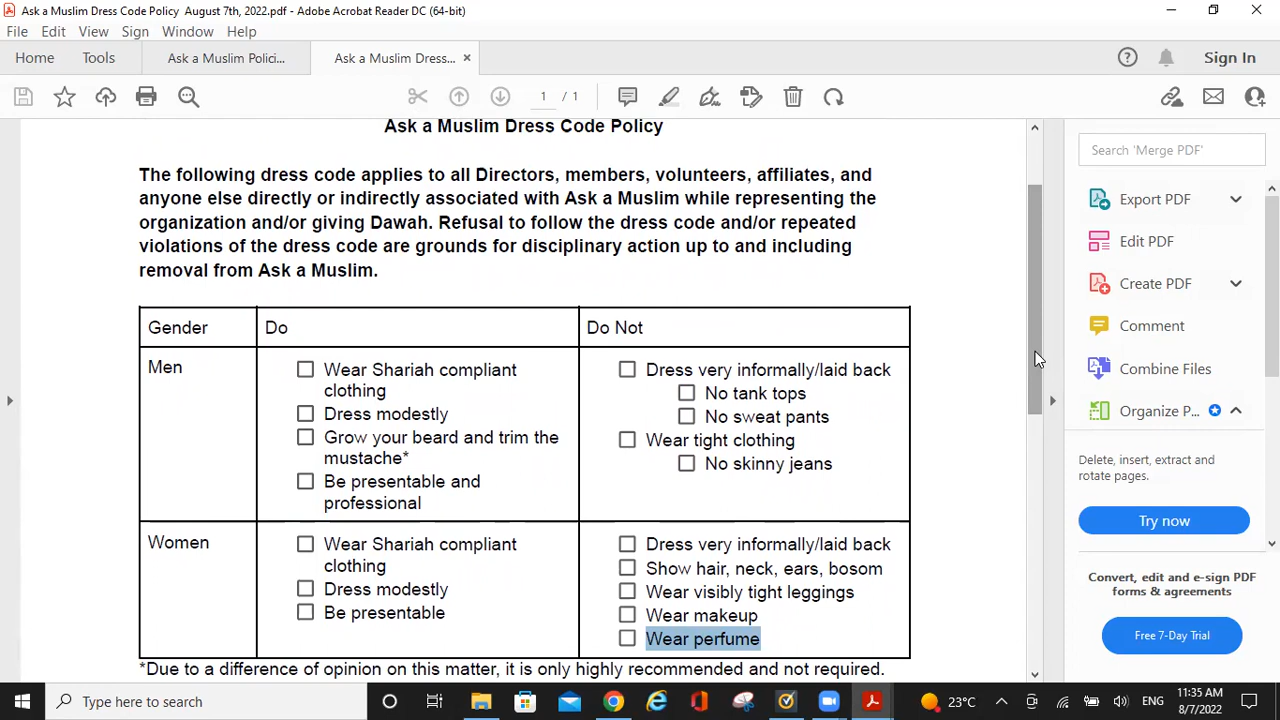 Ask a Muslim Dress Code Policy  August 7th, 2022.pdf - Adobe Acrobat Reader DC (64-bit)
File Edit View Sign Window Help
Home Tools Ask a Muslim Polici... Ask a Muslim Dress... Sign In
1 / 1
Ask a Muslim Dress Code Policy
The following dress code applies to all Directors, members, volunteers, affiliates, and
anyone else directly or indirectly associated with Ask a Muslim while representing the
organization and/or giving Dawah. Refusal to follow the dress code and/or repeated
violations of the dress code are grounds for disciplinary action up to and including
removal from Ask a Muslim.
Gender Do Do Not
Men
Wear Shariah compliant
clothing
Dress modestly
Grow your beard and trim the
mustache*
Be presentable and
professional
Dress very informally/laid back
No tank tops
No sweat pants
Wear tight clothing
No skinny jeans
Women
Wear Shariah compliant
clothing
Dress modestly
Be presentable
Dress very informally/laid back
Show hair, neck, ears, bosom
Wear visibly tight leggings
Wear makeup
Wear perfume
*Due to a difference of opinion on this matter, it is only highly recommended and not required.
Search 'Merge PDF'
Export PDF
Edit PDF
Create PDF
Comment
Combine Files
Organize P...
Delete, insert, extract and
rotate pages.
Try now
Convert, edit and e-sign PDF
forms & agreements
Free 7-Day Trial
Type here to search
23°C
ENG
11:35 AM
8/7/2022